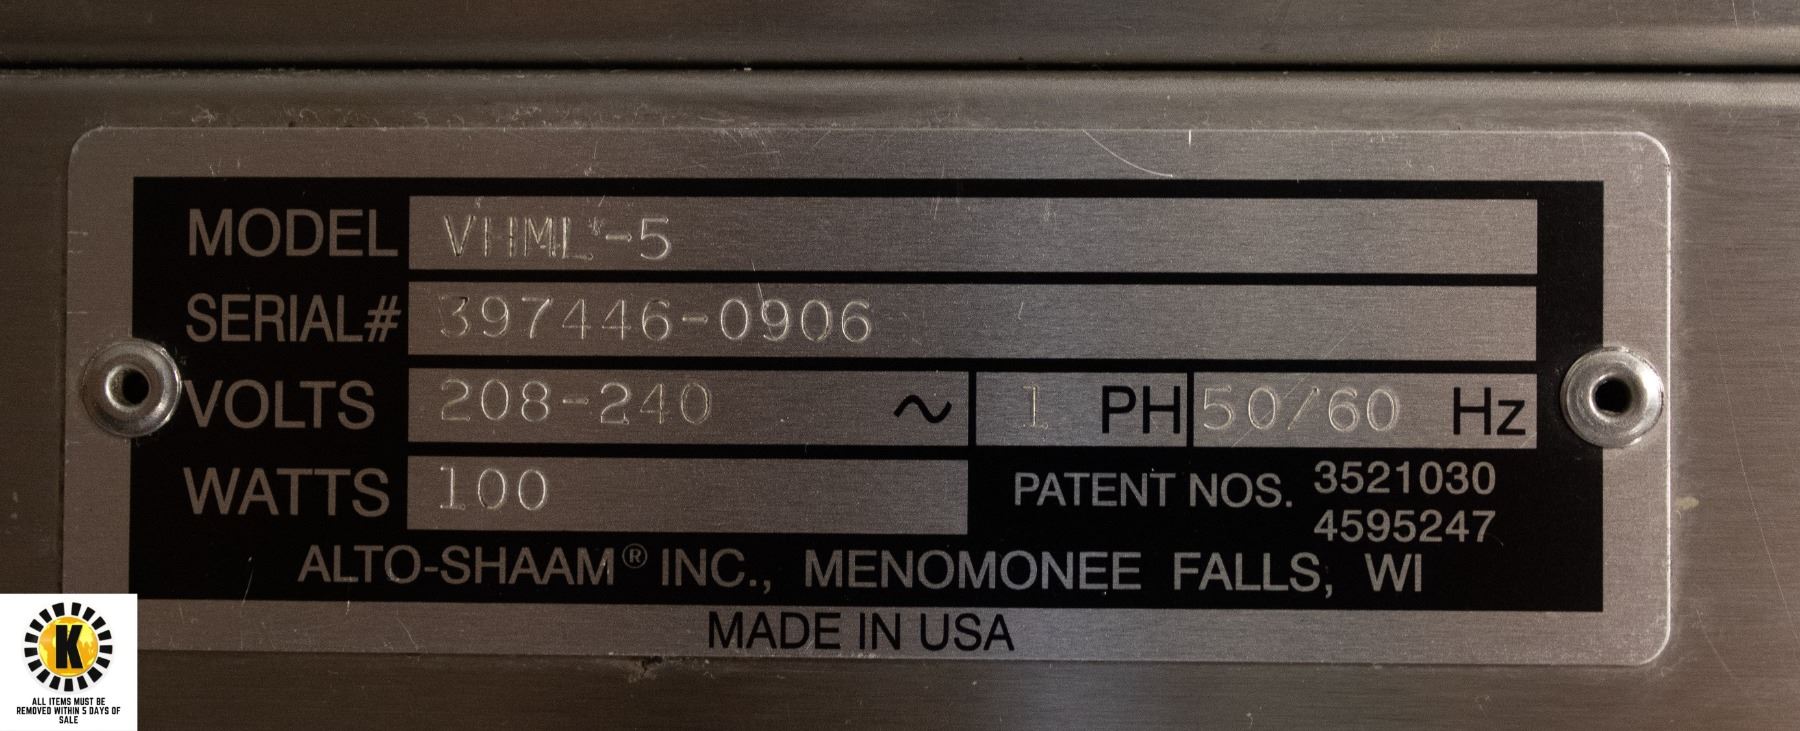 MODEL VHML-5
SERIAL# 397446-0906
VOLTS 208-240 ~ 1 PH 50/60 Hz
WATTS 100 PATENT NOS. 3521030
4595247
ALTO-SHAAM® INC., MENOMONEE FALLS, WI
MADE IN USA
K
ALL ITEMS MUST BE
REMOVED WITHIN 5 DAYS OF
SALE